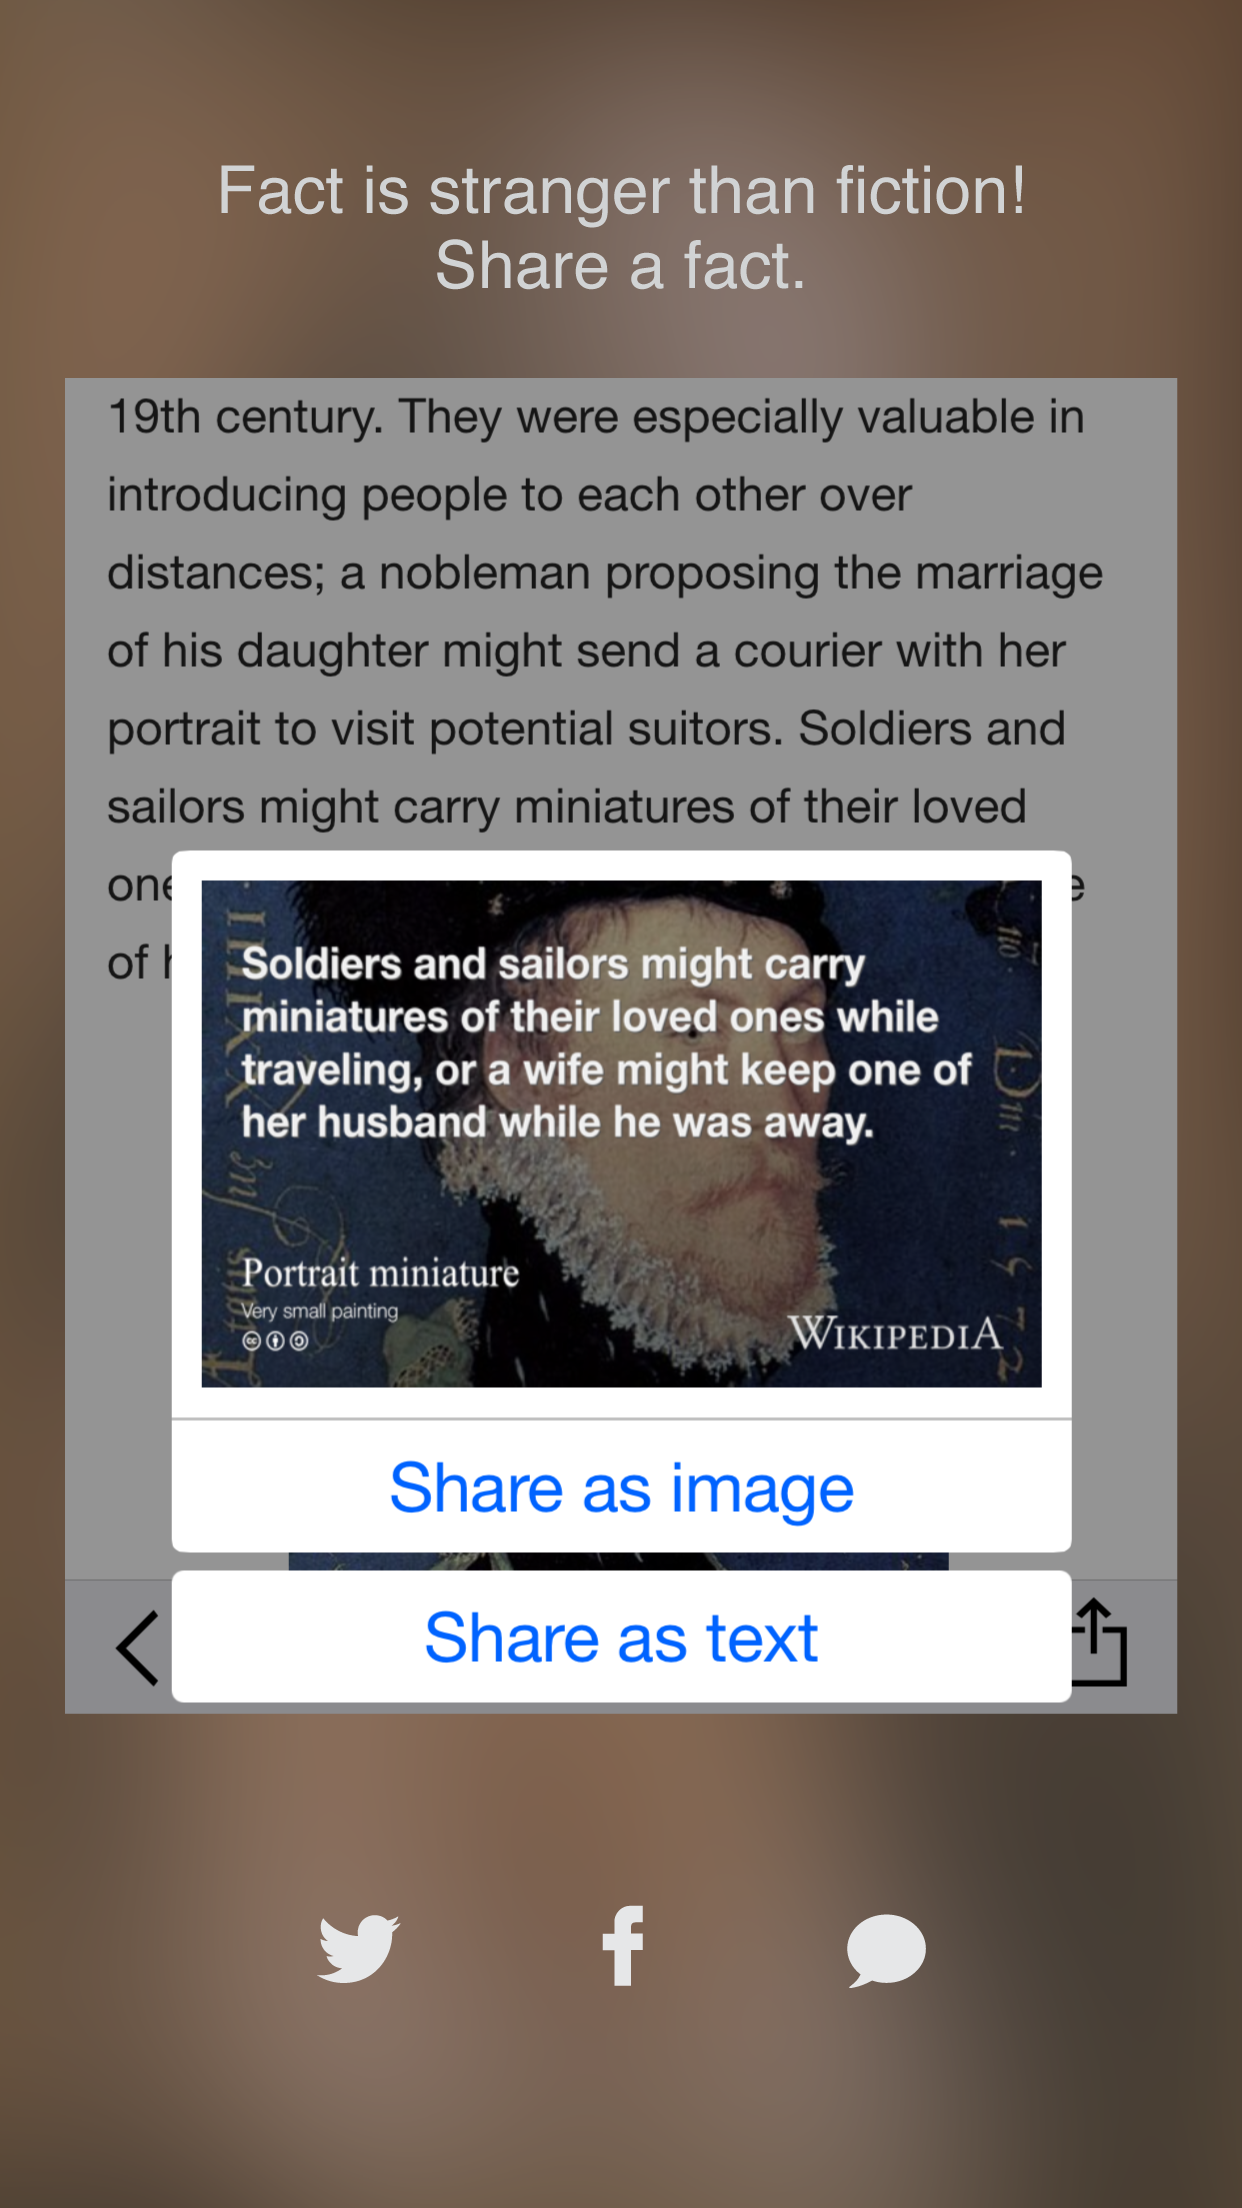 Fact is stranger than fiction!
Share a fact.
19th century. They were especially valuable in
introducing people to each other over
distances; a nobleman proposing the marriage
of his daughter might send a courier with her
portrait to visit potential suitors. Soldiers and
sailors might carry miniatures of their loved
of
Soldiers and sailors might carry
miniatures of their loved ones while
traveling, or a wife might keep one of
her husband while he was away.
Portrait miniature
Very small painting
cc
WIKIPEDIA
Share as image
Share as text